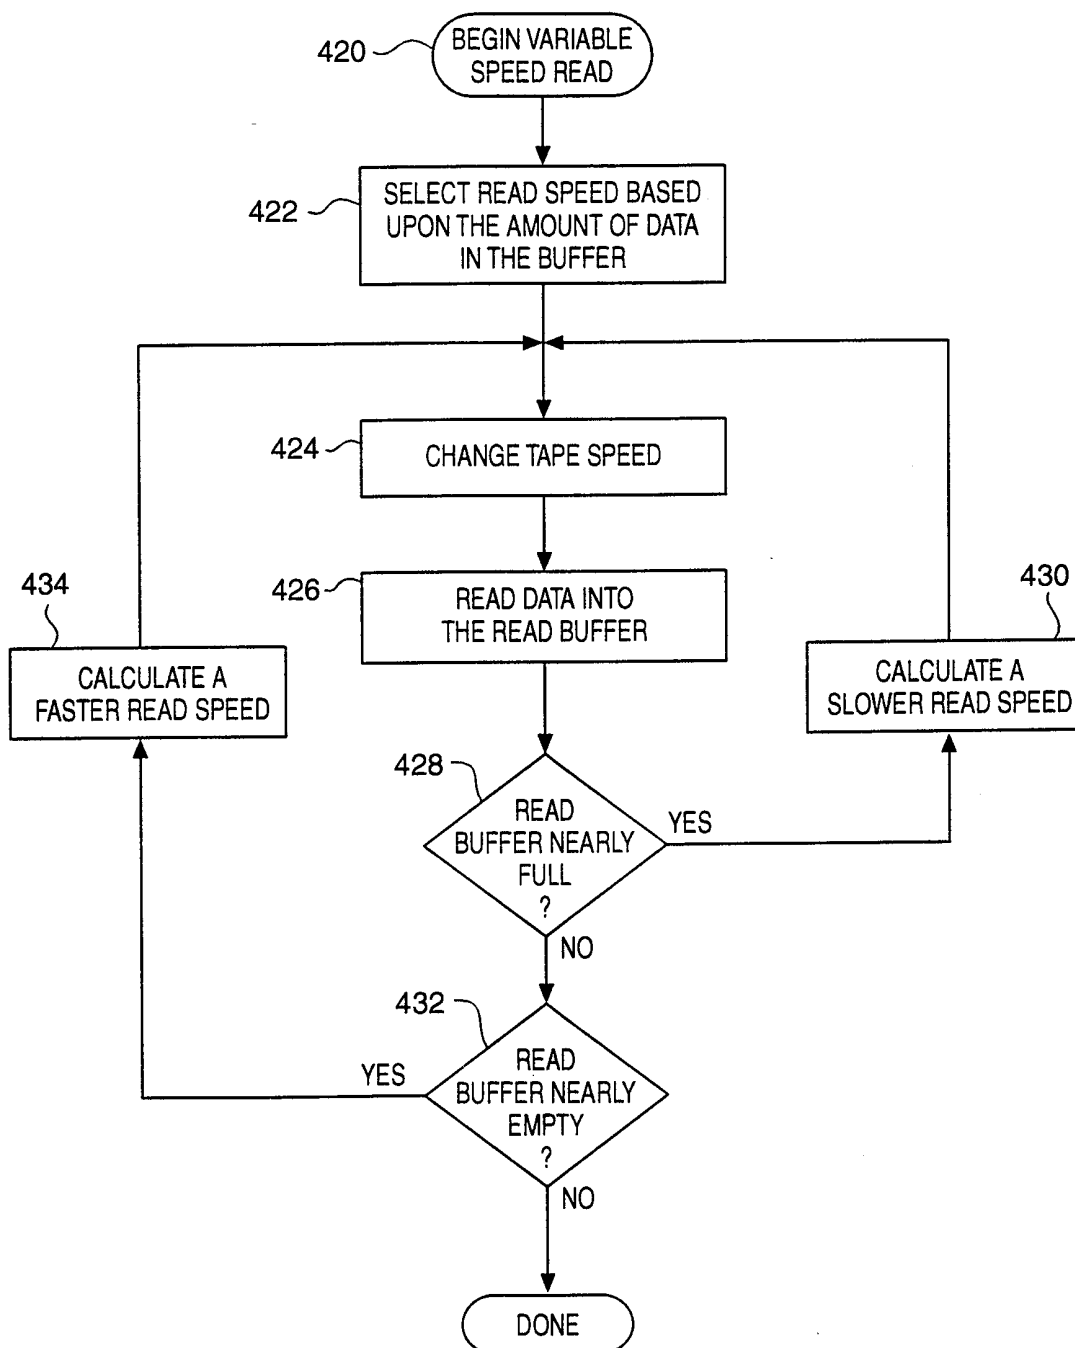 420
BEGIN VARIABLE
SPEED READ
422
SELECT READ SPEED BASED
UPON THE AMOUNT OF DATA
IN THE BUFFER
424
CHANGE TAPE SPEED
426
READ DATA INTO
THE READ BUFFER
434
CALCULATE A
FASTER READ SPEED
430
CALCULATE A
SLOWER READ SPEED
428
READ
BUFFER NEARLY
FULL
?
YES
NO
432
READ
BUFFER NEARLY
EMPTY
?
YES
NO
DONE